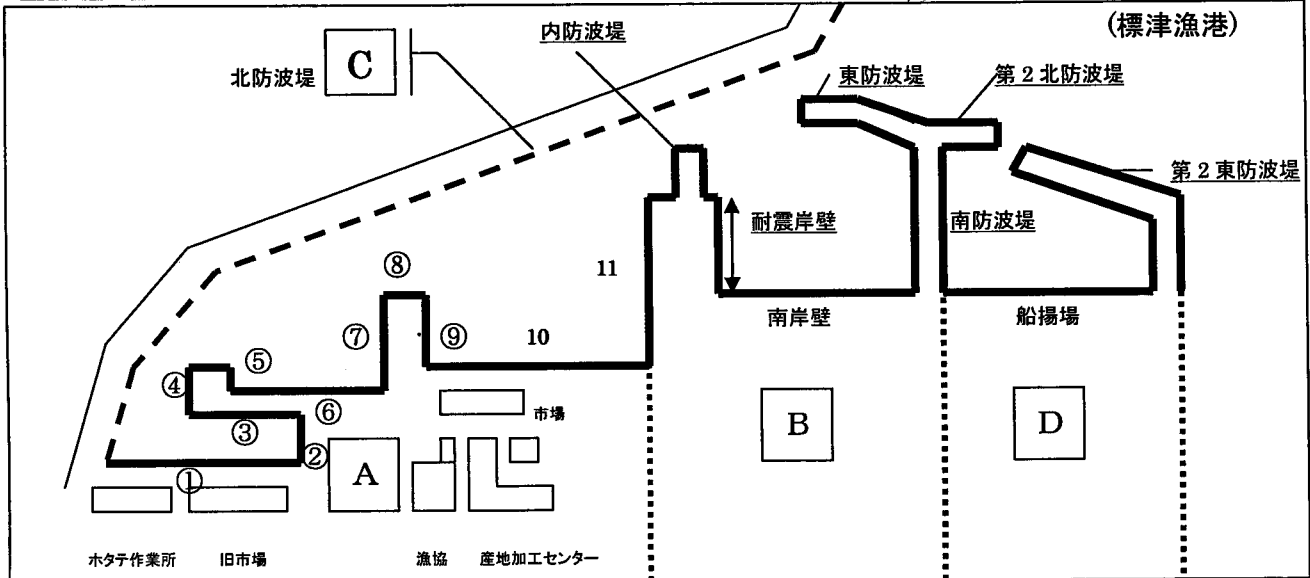 (標津漁港)
内防波堤
北防波堤
C
東防波堤
第2北防波堤
第2東防波堤
耐震岸壁
南防波堤
⑧
11
南岸壁
船揚場
⑦
⑨
10
⑤
④
⑥
市場
③
B
D
②
A
①
ホタテ作業所
旧市場
漁協
産地加工センター